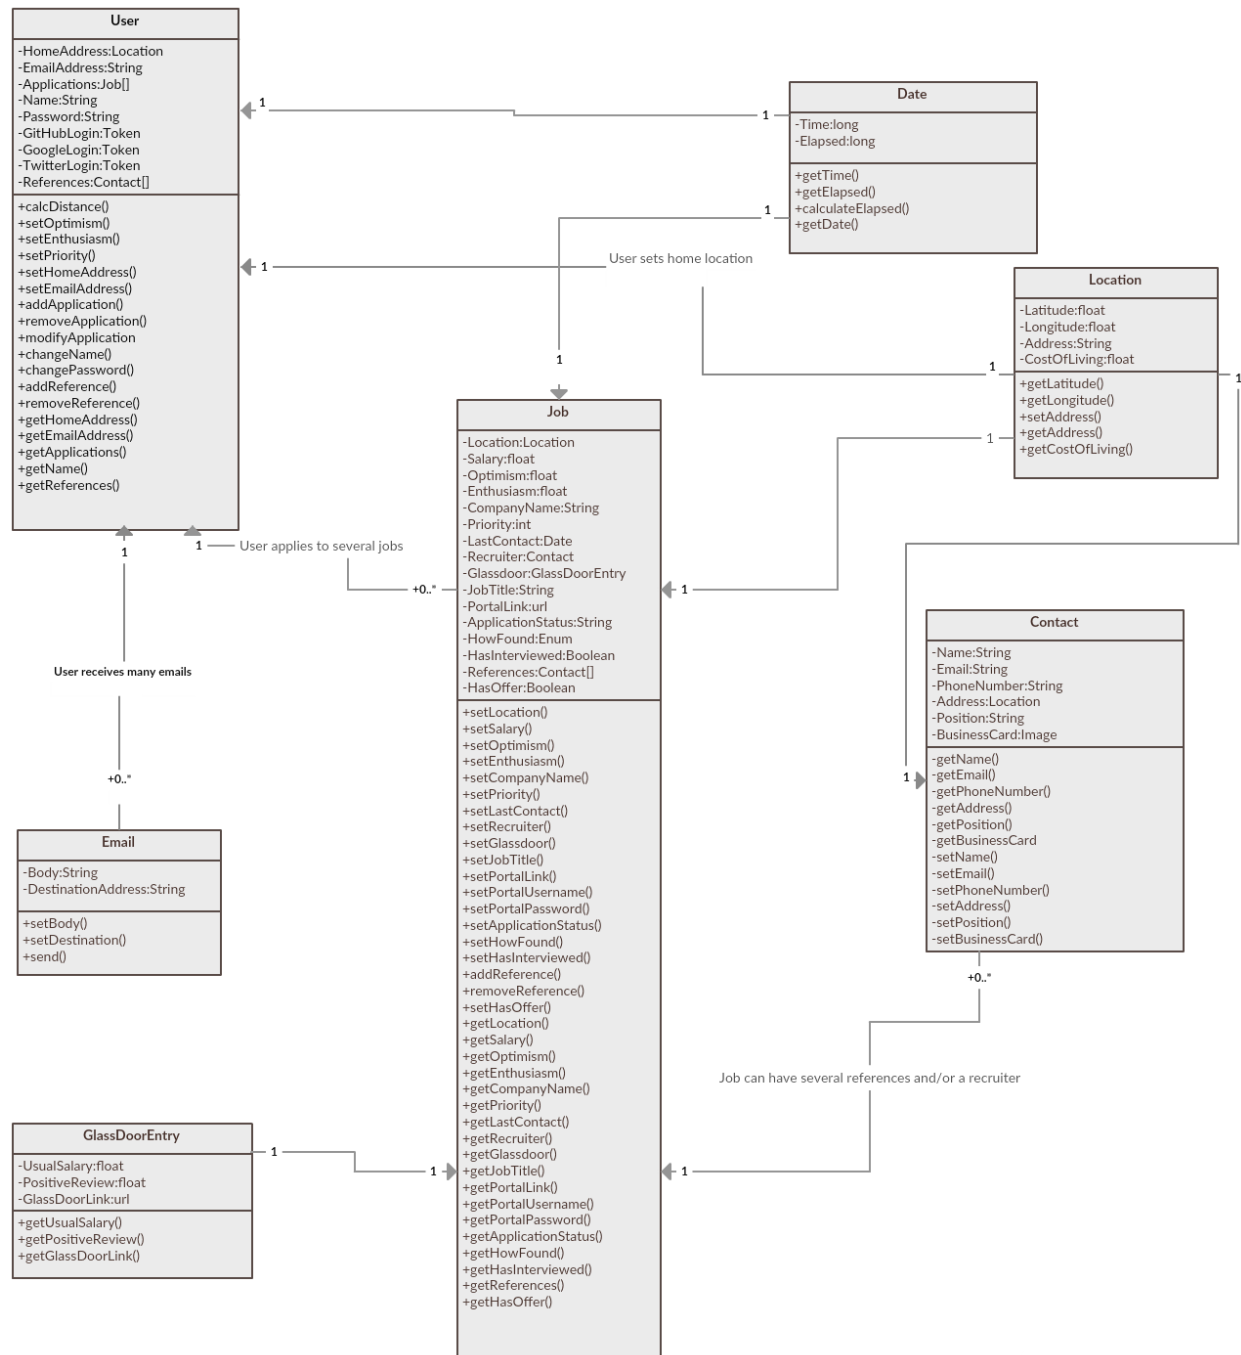 User
-HomeAddress:Location
-EmailAddress:String
-Applications:Job[]
-Name:String
-Password:String
-GitHubLogin:Token
-GoogleLogin:Token
-TwitterLogin:Token
-References:Contact[]
+calcDistance()
+setOptimism()
+setEnthusiasm()
+setPriority()
+setHomeAddress()
+setEmailAddress()
+addApplication()
+removeApplication()
+modifyApplication
+changeName()
+changePassword()
+addReference()
+removeReference()
+getHomeAddress()
+getEmailAddress()
+getApplications()
+getName()
+getReferences()
1
1
Date
-Time:long
-Elapsed:long
+getTime()
+getElapsed()
+calculateElapsed()
+getDate()
1
1
1
User sets home location
1
Location
-Latitude:float
-Longitude:float
-Address:String
-CostOfLiving:float
+getLatitude()
+getLongitude()
+setAddress()
+getAddress()
+getCostOfLiving()
1
1
1
1
User applies to several jobs
+0..*
Job
-Location:Location
-Salary:float
-Optimism:float
-Enthusiasm:float
-CompanyName:String
-Priority:int
-LastContact:Date
-Recruiter:Contact
-Glassdoor:GlassDoorEntry
-JobTitle:String
-PortalLink:url
-ApplicationStatus:String
-HowFound:Enum
-HasInterviewed:Boolean
-References:Contact[]
-HasOffer:Boolean
+setLocation()
+setSalary()
+setOptimism()
+setEnthusiasm()
+setCompanyName()
+setPriority()
+setLastContact()
+setRecruiter()
+setGlassdoor()
+setJobTitle()
+setPortalLink()
+setPortalUsername()
+setPortalPassword()
+setApplicationStatus()
+setHowFound()
+setHasInterviewed()
+addReference()
+removeReference()
+setHasOffer()
+getLocation()
+getSalary()
+getOptimism()
+getEnthusiasm()
+getCompanyName()
+getPriority()
+getLastContact()
+getRecruiter()
+getGlassdoor()
+getJobTitle()
+getPortalLink()
+getPortalUsername()
+getPortalPassword()
+getApplicationStatus()
+getHowFound()
+getHasInterviewed()
+getReferences()
+getHasOffer()
1
Contact
-Name:String
-Email:String
-PhoneNumber:String
-Address:Location
-Position:String
-BusinessCard:Image
-getName()
-getEmail()
-getPhoneNumber()
-getAddress()
-getPosition()
-getBusinessCard
-setName()
-setEmail()
-setPhoneNumber()
-setAddress()
-setPosition()
-setBusinessCard()
1
+0..*
Job can have several references and/or a recruiter
1
1
User receives many emails
+0..*
Email
-Body:String
-DestinationAddress:String
+setBody()
+setDestination()
+send()
GlassDoorEntry
-UsualSalary:float
-PositiveReview:float
-GlassDoorLink:url
+getUsualSalary()
+getPositiveReview()
+getGlassDoorLink()
1
1